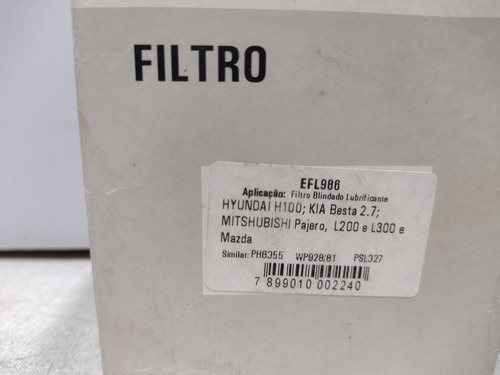 FILTRO
EFL986
Aplicação: Filtro Blindado Lubrificante
HYUNDAI H100; KIA Besta 2.7;
MITSHUBISHI Pajero, L200 e L300 e
Mazda
Similar: PH6355 WP928/81 PSL327
7 899010 002240